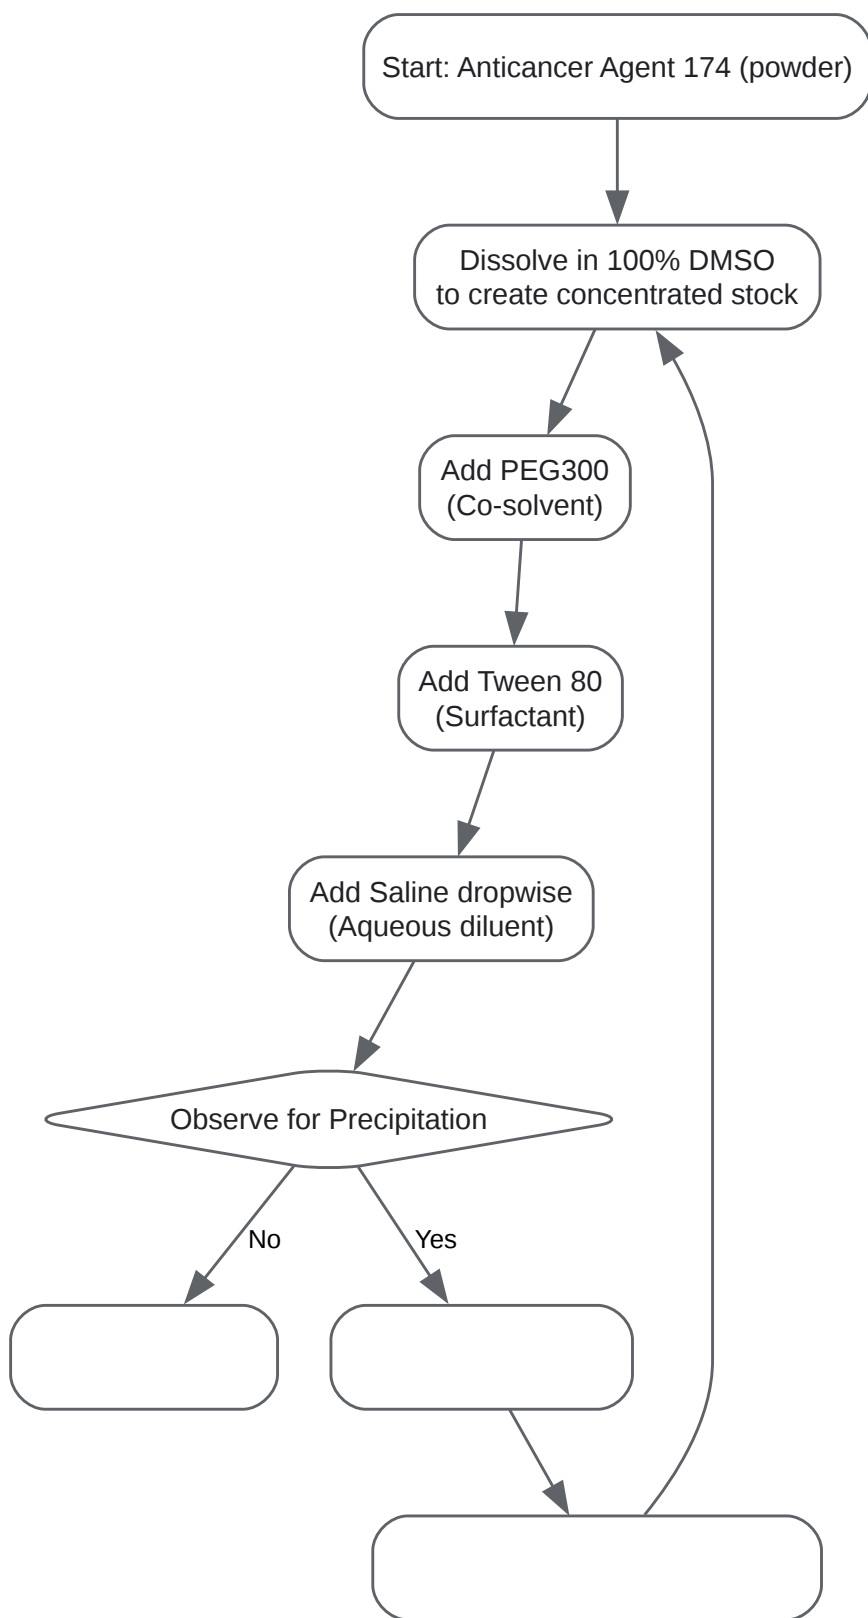 Start: Anticancer Agent 174 (powder)
Dissolve in 100% DMSO
to create concentrated stock
Add PEG300
(Co-solvent)
Add Tween 80
(Surfactant)
Add Saline dropwise
(Aqueous diluent)
Observe for Precipitation
No
Yes